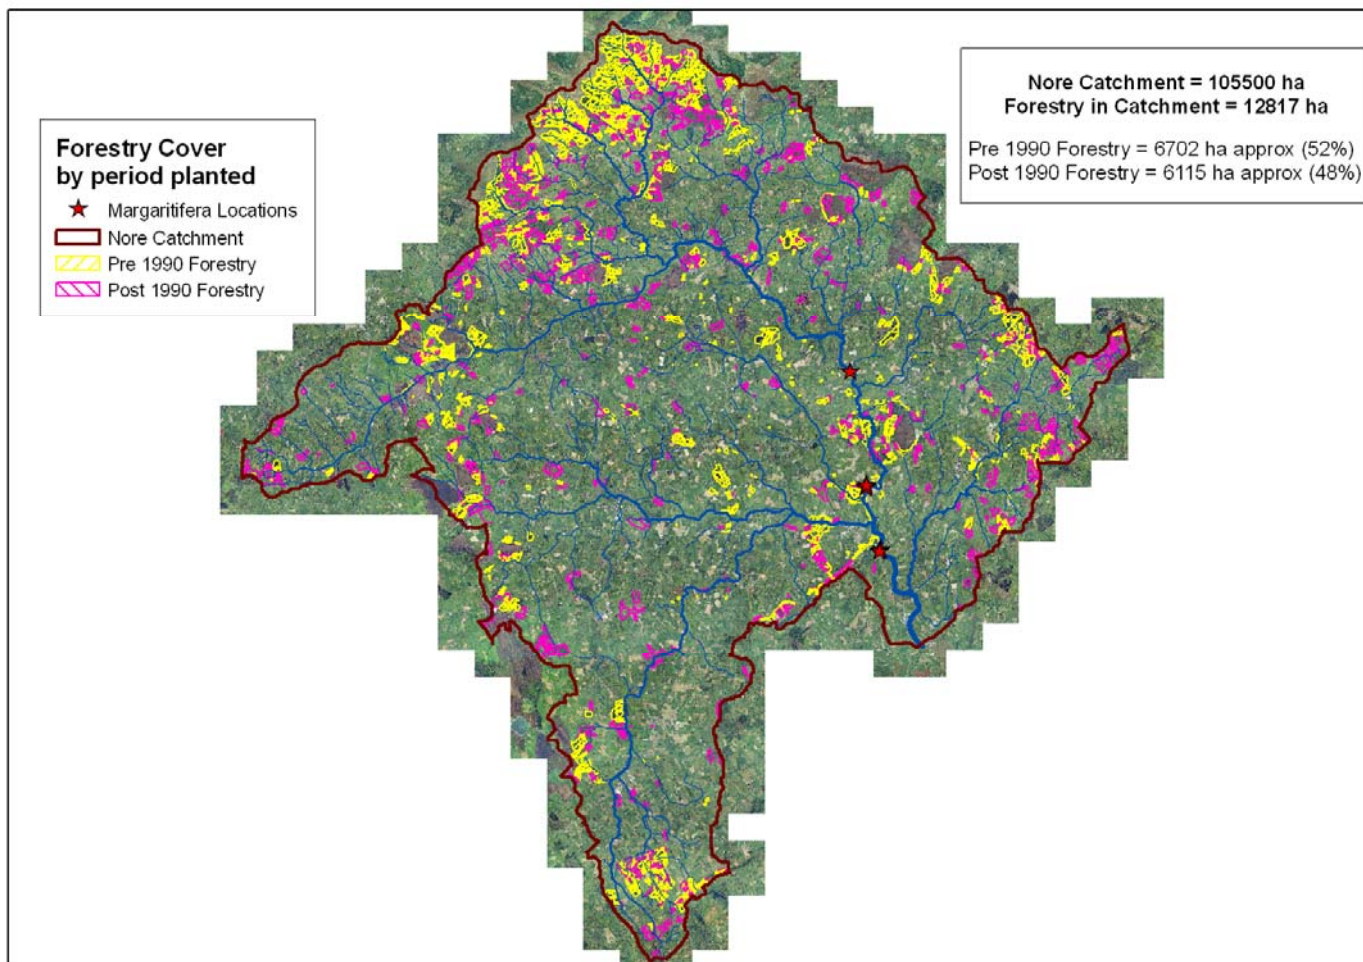 Forestry Cover
by period planted
Margaritifera Locations
Nore Catchment
Pre 1990 Forestry
Post 1990 Forestry
Nore Catchment = 105500 ha
Forestry in Catchment = 12817 ha
Pre 1990 Forestry = 6702 ha approx (52%)
Post 1990 Forestry = 6115 ha approx (48%)